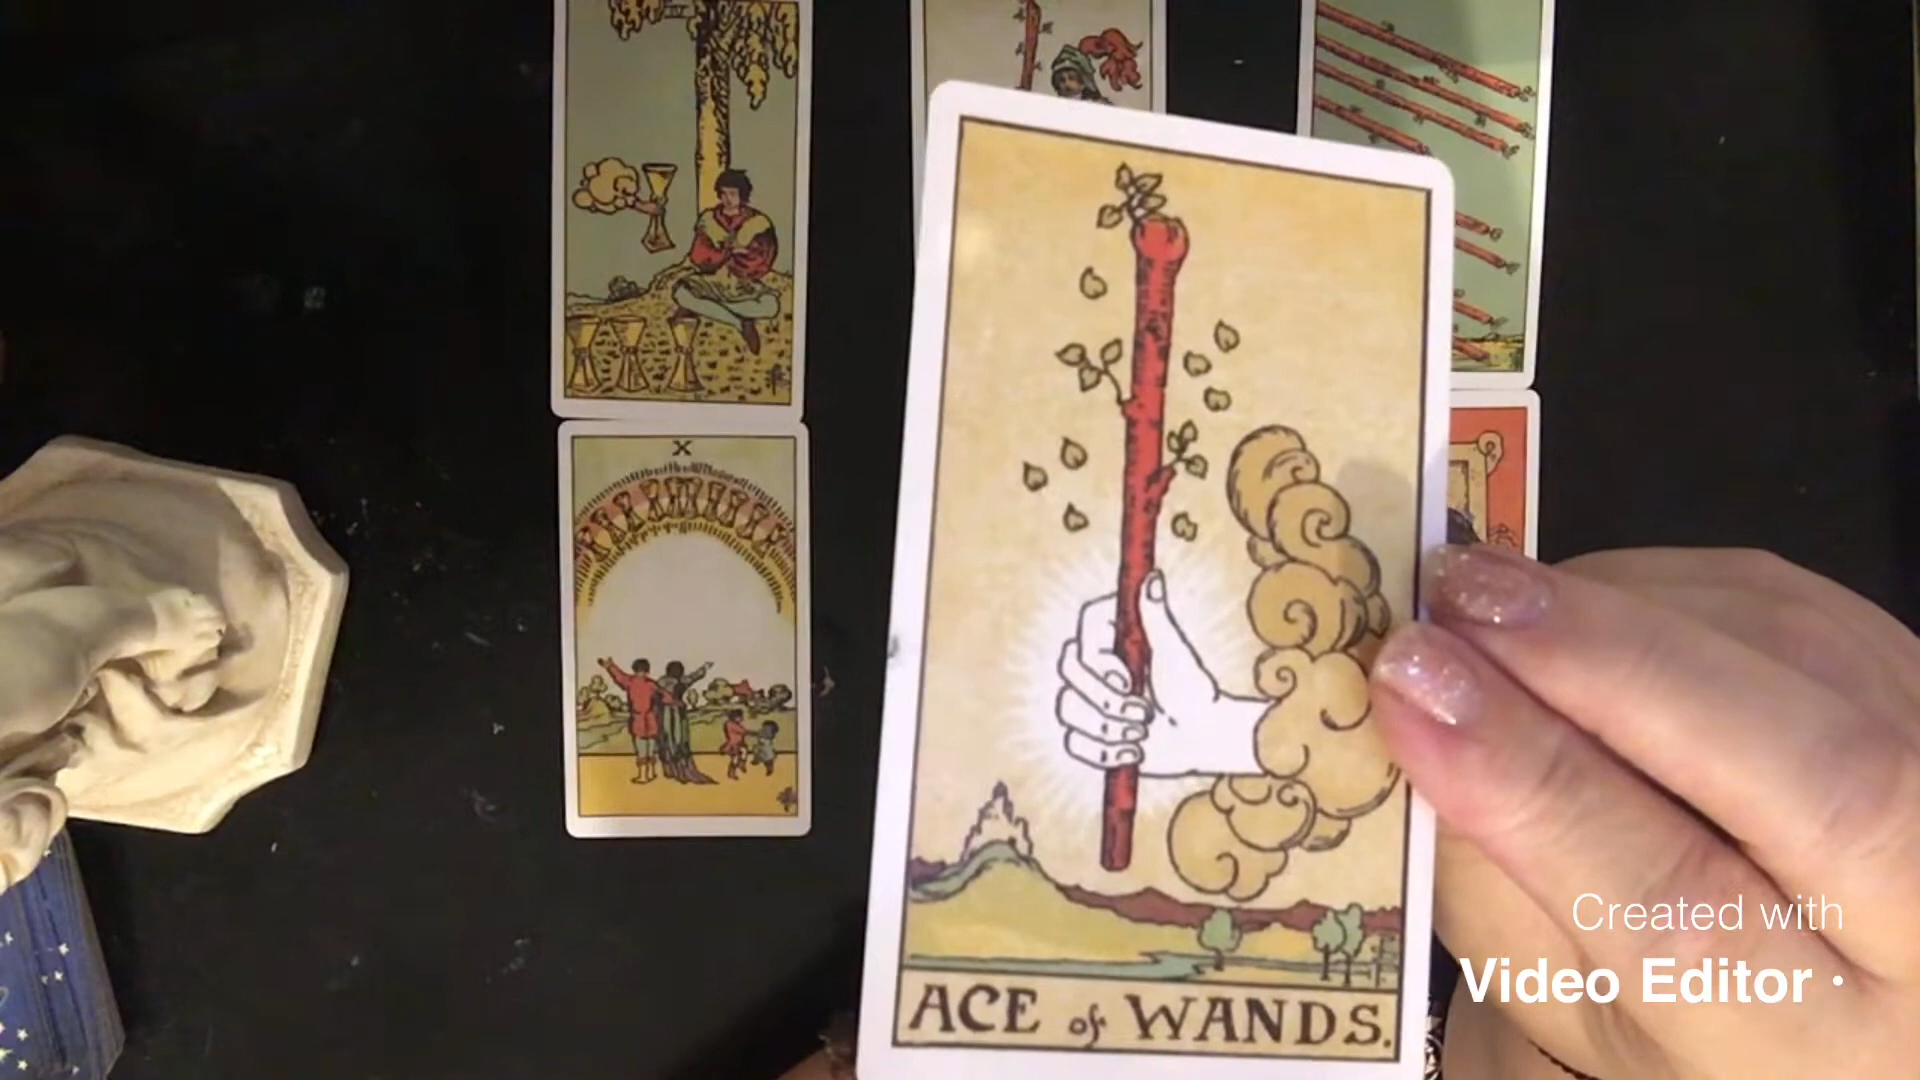 X
ACE of WANDS.
Created with
Video Editor •